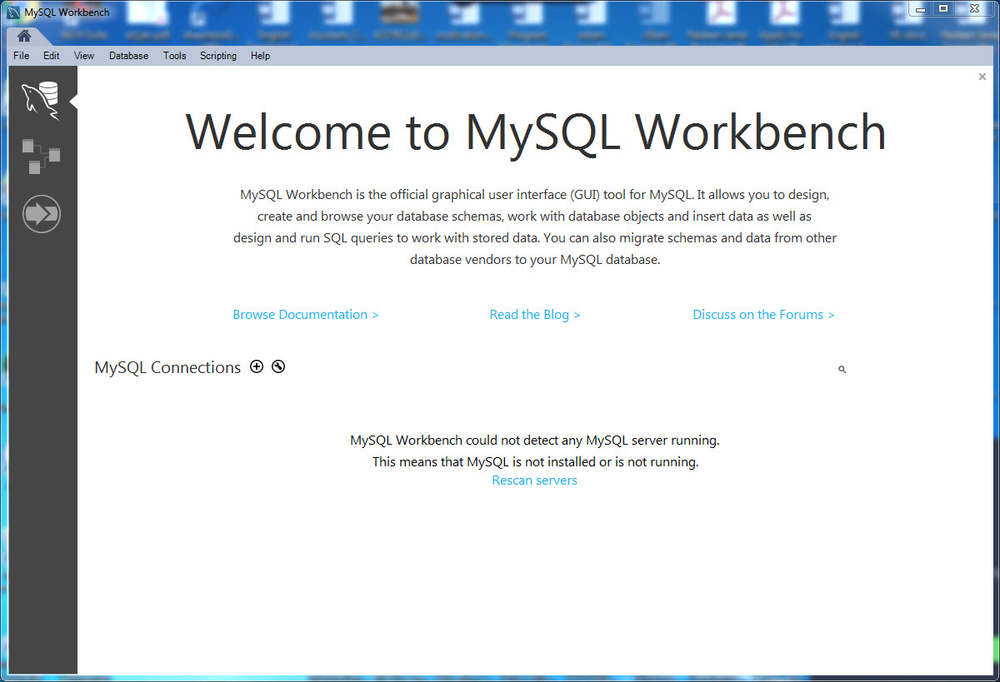 MySQL Workbench
File Edit View Database Tools Scripting Help
Welcome to MySQL Workbench
MySQL Workbench is the official graphical user interface (GUI) tool for MySQL. It allows you to design,
create and browse your database schemas, work with database objects and insert data as well as
design and run SQL queries to work with stored data. You can also migrate schemas and data from other
database vendors to your MySQL database.
Browse Documentation > Read the Blog > Discuss on the Forums >
MySQL Connections
MySQL Workbench could not detect any MySQL server running.
This means that MySQL is not installed or is not running.
Rescan servers